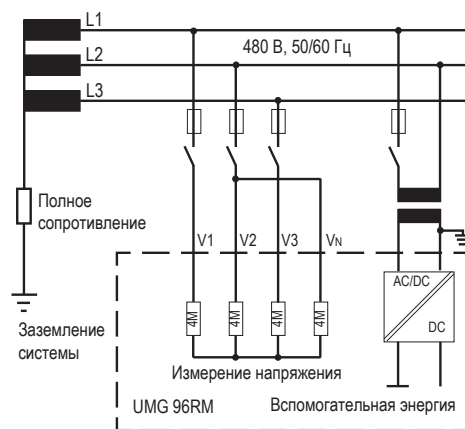 L1
480 В, 50/60 Гц
L2
L3
Полное
сопротивление
V1
V2
V3
VN
AC/DC
DC
4M
4M
4M
4M
Заземление
системы
Измерение напряжения
UMG 96RM
Вспомогательная энергия